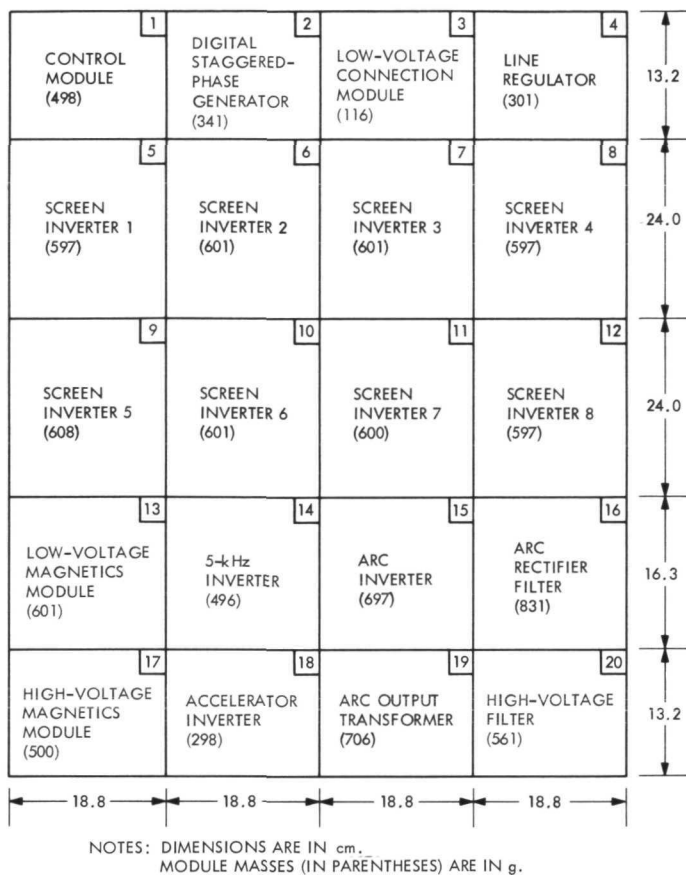 1
CONTROL
MODULE
(498)
2
DIGITAL
STAGGERED-
PHASE
GENERATOR
(341)
3
LOW-VOLTAGE
CONNECTION
MODULE
(116)
4
LINE
REGULATOR
(301)
13.2
5
SCREEN
INVERTER 1
(597)
6
SCREEN
INVERTER 2
(601)
7
SCREEN
INVERTER 3
(601)
8
SCREEN
INVERTER 4
(597)
24.0
9
SCREEN
INVERTER 5
(608)
10
SCREEN
INVERTER 6
(601)
11
SCREEN
INVERTER 7
(600)
12
SCREEN
INVERTER 8
(597)
24.0
13
LOW-VOLTAGE
MAGNETICS
MODULE
(601)
14
5-kHz
INVERTER
(496)
15
ARC
INVERTER
(697)
16
ARC
RECTIFIER
FILTER
(831)
16.3
17
HIGH-VOLTAGE
MAGNETICS
MODULE
(500)
18
ACCELERATOR
INVERTER
(298)
19
ARC OUTPUT
TRANSFORMER
(706)
20
HIGH-VOLTAGE
FILTER
(561)
13.2
18.8 18.8 18.8 18.8
NOTES: DIMENSIONS ARE IN cm.
MODULE MASSES (IN PARENTHESES) ARE IN g.